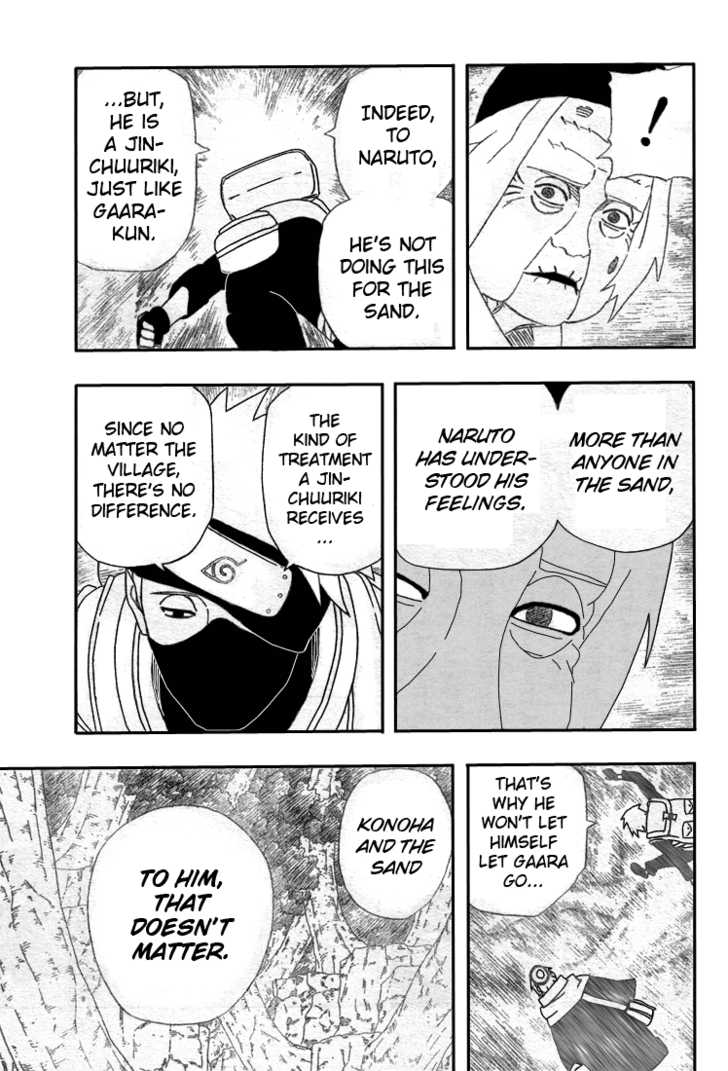 !
INDEED,
TO
NARUTO,
HE'S NOT
DOING THIS
FOR THE
SAND.
...BUT,
HE IS
A JIN-
CHUURIKI,
JUST LIKE
GAARA-
KUN.
MORE THAN
ANYONE IN
THE SAND,
NARUTO
HAS UNDER-
STOOD HIS
FEELINGS.
THE
KIND OF
TREATMENT
A JIN-
CHUURIKI
RECEIVES
...
SINCE NO
MATTER THE
VILLAGE,
THERE'S NO
DIFFERENCE.
THAT'S
WHY HE
WON'T LET
HIMSELF
LET GAARA
GO...
KONOHA
AND THE
SAND
TO HIM,
THAT
DOESN'T
MATTER.